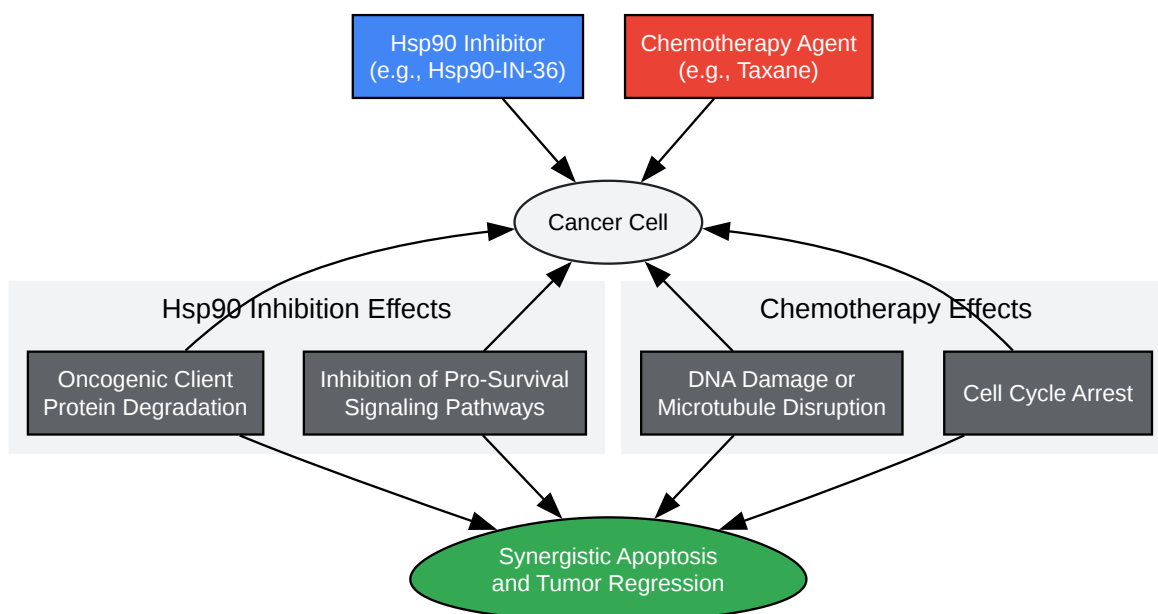 Hsp90 Inhibitor
(e.g., Hsp90-IN-36)
Chemotherapy Agent
(e.g., Taxane)
Cancer Cell
Hsp90 Inhibition Effects
Chemotherapy Effects
Oncogenic Client
Protein Degradation
Inhibition of Pro-Survival
Signaling Pathways
DNA Damage or
Microtubule Disruption
Cell Cycle Arrest
Synergistic Apoptosis
and Tumor Regression